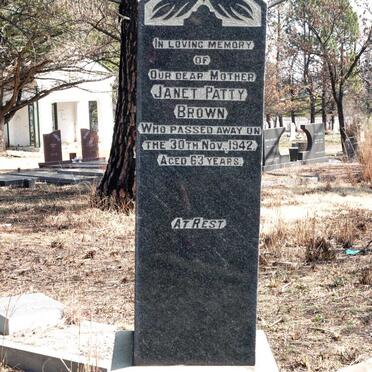 In Loving Memory
of
Our dear Mother
Janet Patty
Brown
Who passed away on
the 30th Nov. 1942
Aged 63 years.
At Rest